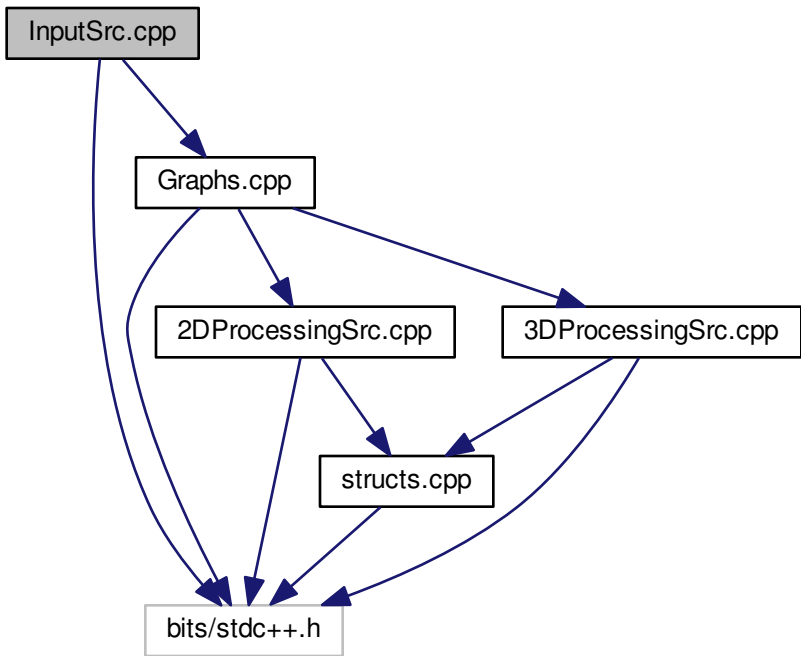 InputSrc.cpp
Graphs.cpp
2DProcessingSrc.cpp
3DProcessingSrc.cpp
structs.cpp
bits/stdc++.h